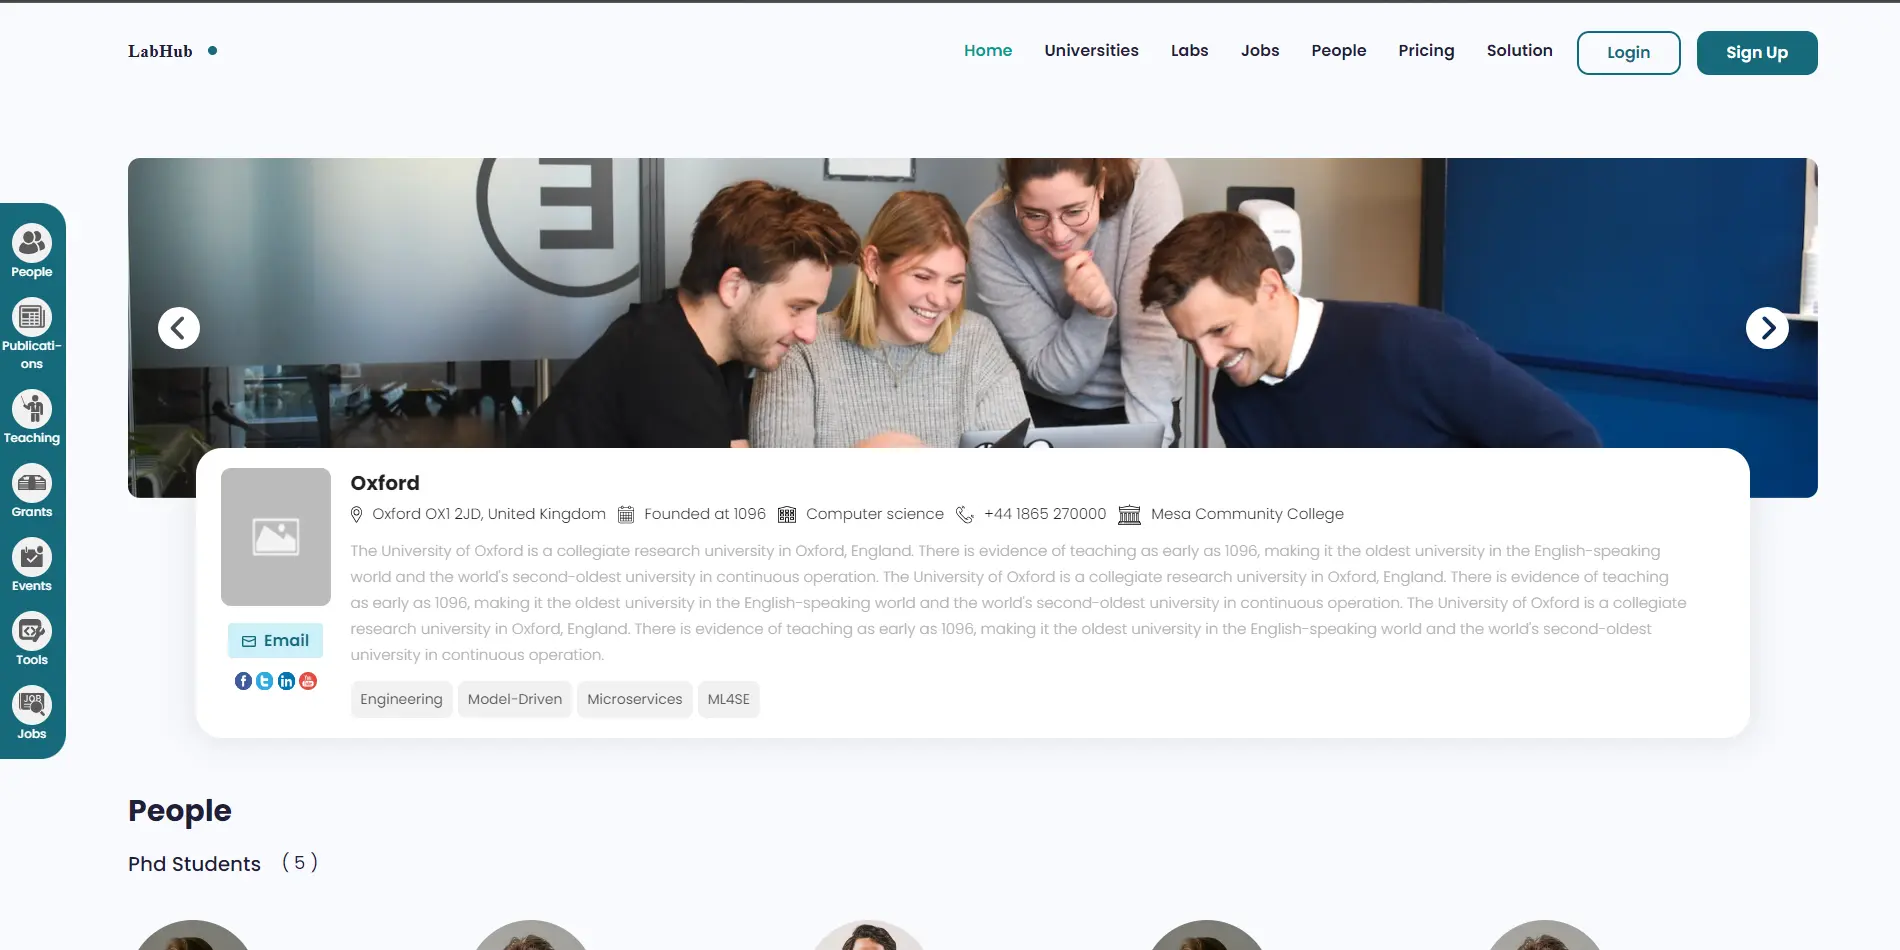 LabHub
Home Universities Labs Jobs People Pricing Solution Login Sign Up
People
Publicati-
ons
Teaching
Grants
Events
Tools
JOB
Jobs
Oxford
Oxford OX1 2JD, United Kingdom Founded at 1096 Computer science +44 1865 270000 Mesa Community College
The University of Oxford is a collegiate research university in Oxford, England. There is evidence of teaching as early as 1096, making it the oldest university in the English-speaking
world and the world's second-oldest university in continuous operation. The University of Oxford is a collegiate research university in Oxford, England. There is evidence of teaching
as early as 1096, making it the oldest university in the English-speaking world and the world's second-oldest university in continuous operation. The University of Oxford is a collegiate
research university in Oxford, England. There is evidence of teaching as early as 1096, making it the oldest university in the English-speaking world and the world's second-oldest
university in continuous operation.
Email
Engineering Model-Driven Microservices ML4SE
People
Phd Students ( 5 )